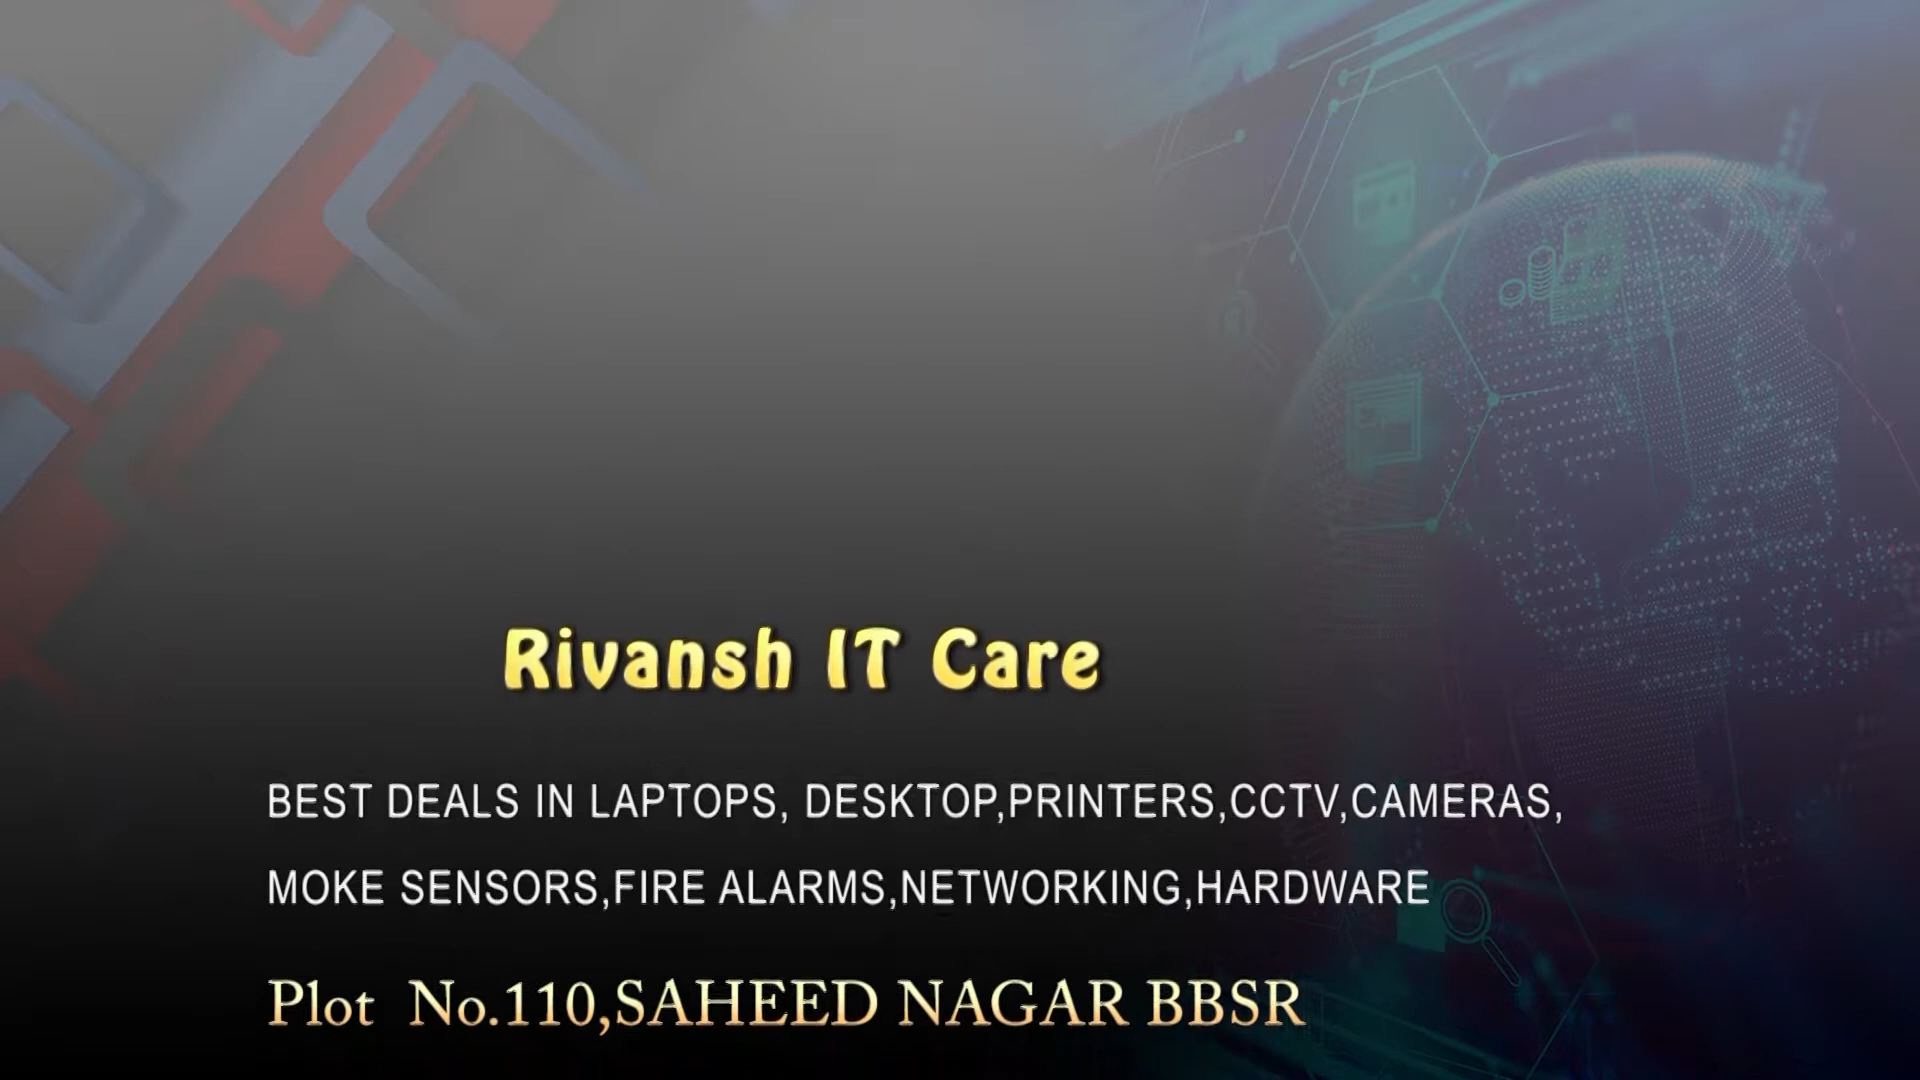 Rivansh IT Care
BEST DEALS IN LAPTOPS, DESKTOP,PRINTERS,CCTV,CAMERAS,
MOKE SENSORS,FIRE ALARMS,NETWORKING,HARDWARE
Plot No.110,SAHEED NAGAR BBSR